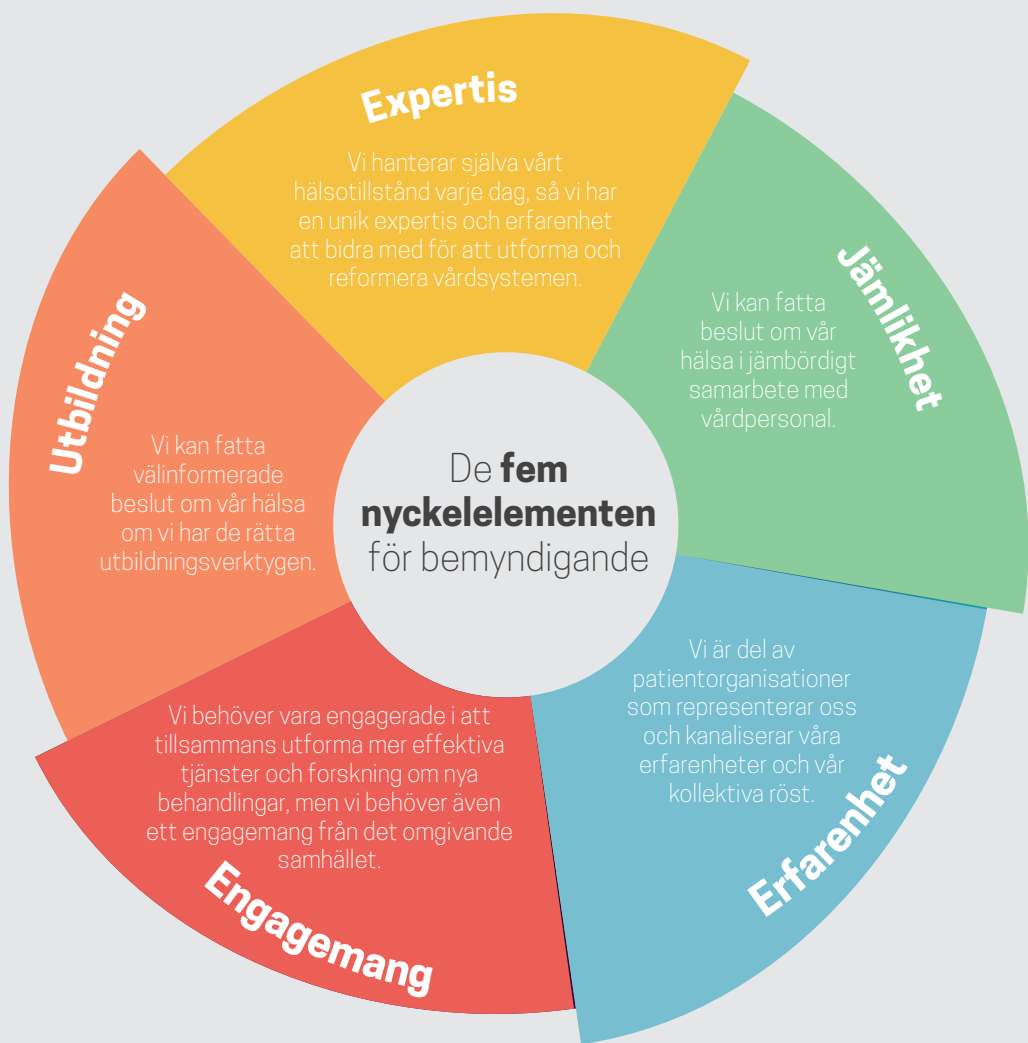 Expertis
Vi hanterar själva vårt
hälsotillstånd varje dag, så vi har
en unik expertis och erfarenhet
att bidra med för att utforma och
reformera vårdsystemen.
Jämlikhet
Vi kan fatta
beslut om vår
hälsa i jämbördigt
samarbete med
vårdpersonal.
Utbildning
Vi kan fatta
välinformerade
beslut om vår hälsa
om vi har de rätta
utbildningsverktygen.
De fem
nyckelelementen
för bemyndigande
Vi är del av
patientorganisationer
som representerar oss
och kanaliserar våra
erfarenheter och vår
kollektiva röst.
Erfarenhet
Vi behöver vara engagerade i att
tillsammans utforma mer effektiva
tjänster och forskning om nya
behandlingar, men vi behöver även
ett engagemang från det omgivande
samhället.
Engagemang